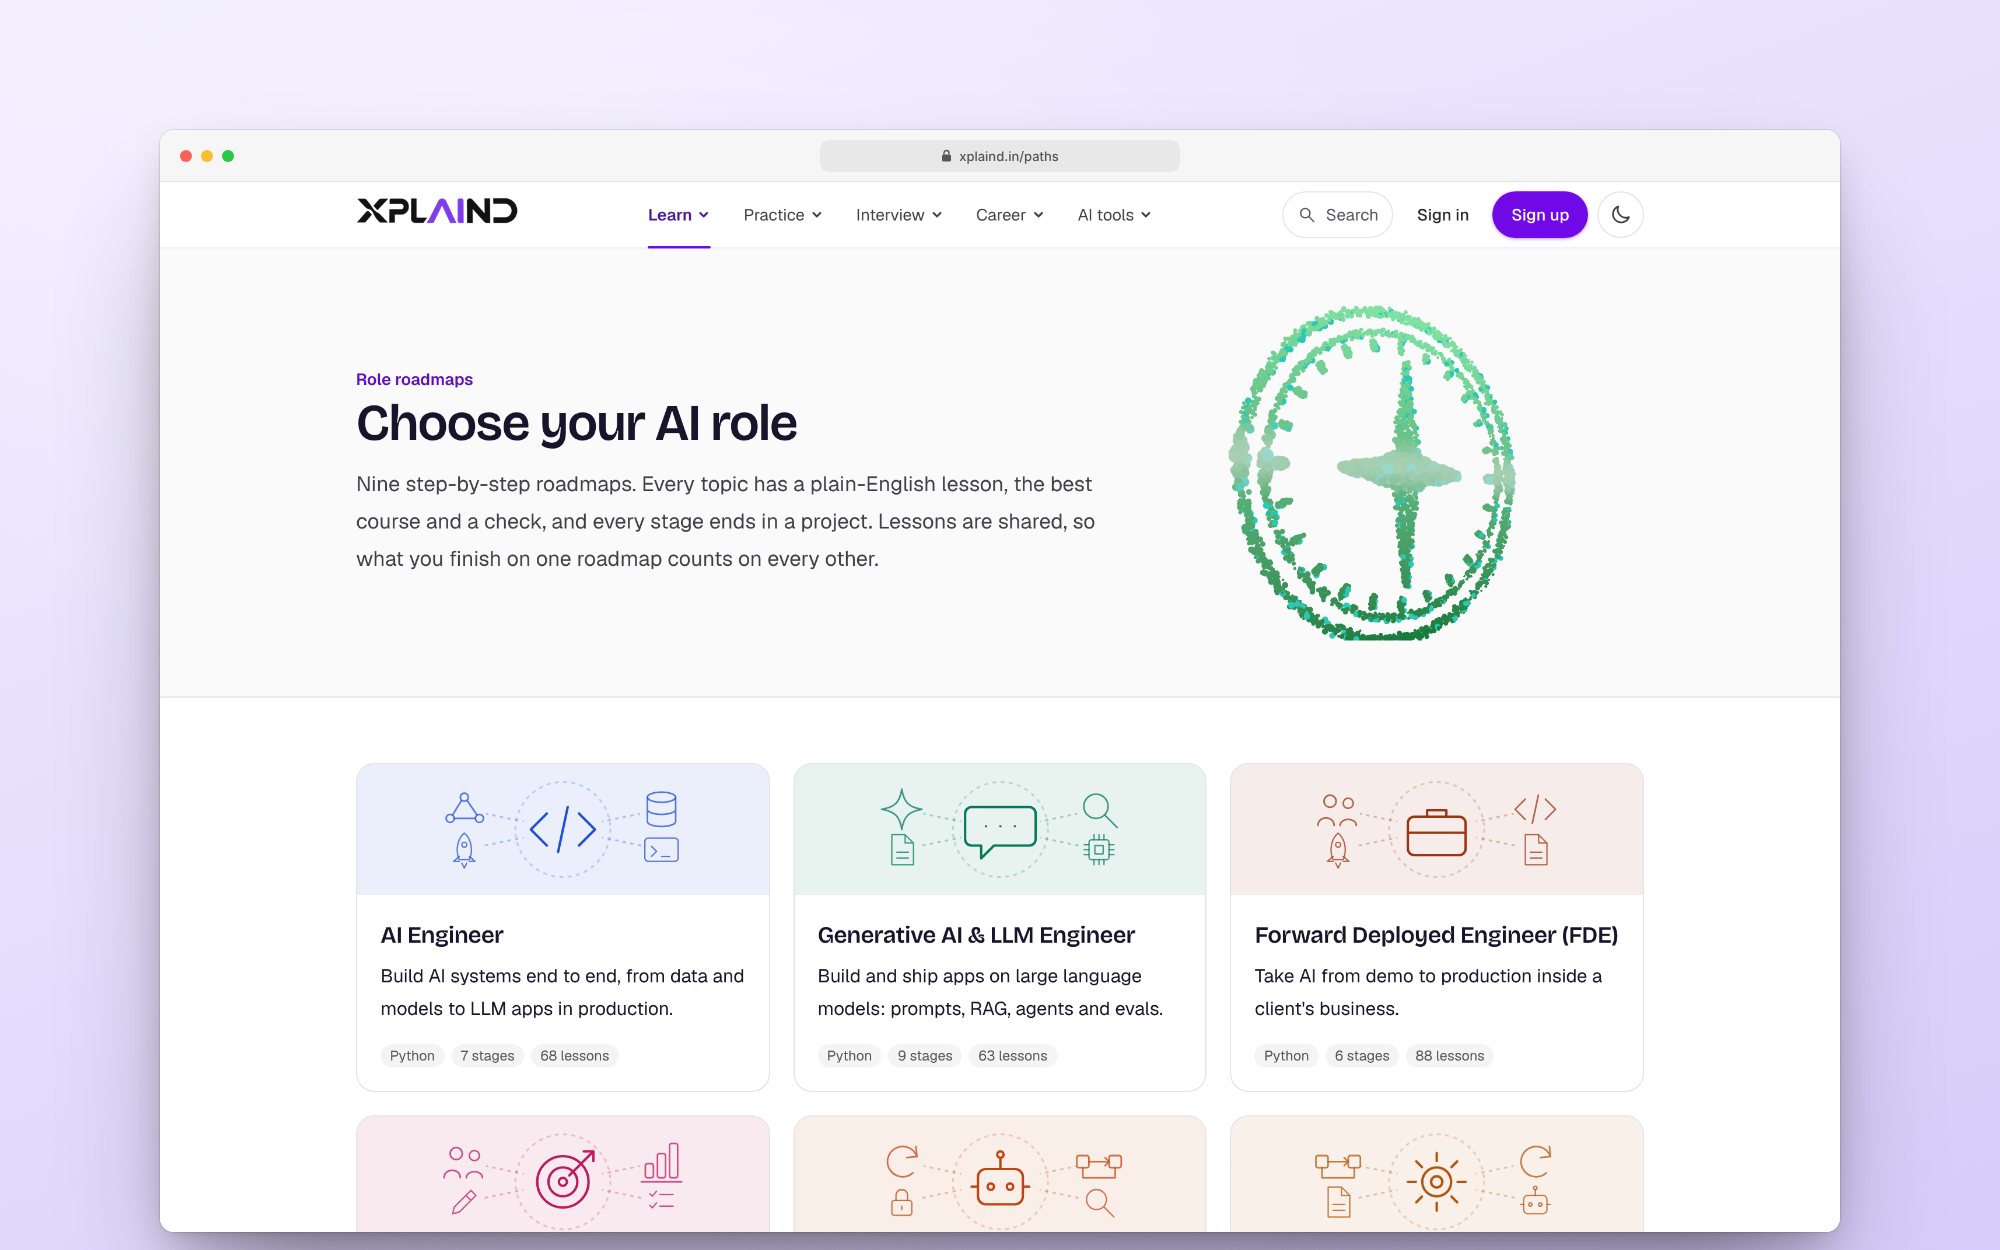 xplaind.in/paths
XPLAIND
Learn
Practice
Interview
Career
AI tools
Search
Sign in
Sign up
Role roadmaps
Choose your AI role
Nine step-by-step roadmaps. Every topic has a plain-English lesson, the best
course and a check, and every stage ends in a project. Lessons are shared, so
what you finish on one roadmap counts on every other.
AI Engineer
Build AI systems end to end, from data and
models to LLM apps in production.
Python
7 stages
68 lessons
Generative AI & LLM Engineer
Build and ship apps on large language
models: prompts, RAG, agents and evals.
Python
9 stages
63 lessons
Forward Deployed Engineer (FDE)
Take AI from demo to production inside a
client's business.
Python
6 stages
88 lessons